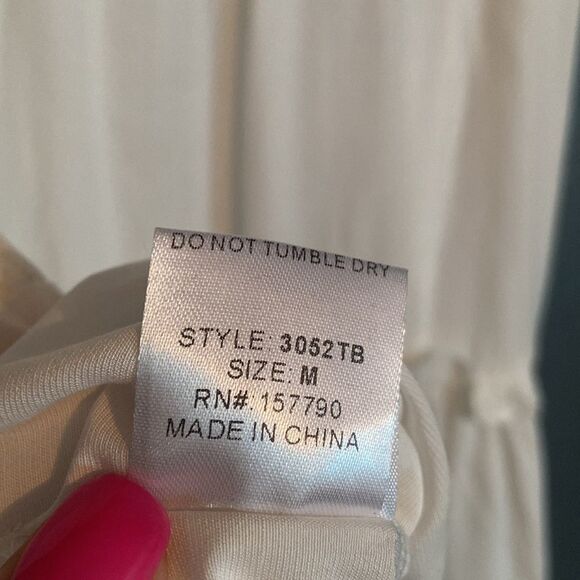 DO NOT TUMBLE DRY
STYLE: 3052TB
SIZE: M
RN#: 157790
MADE IN CHINA